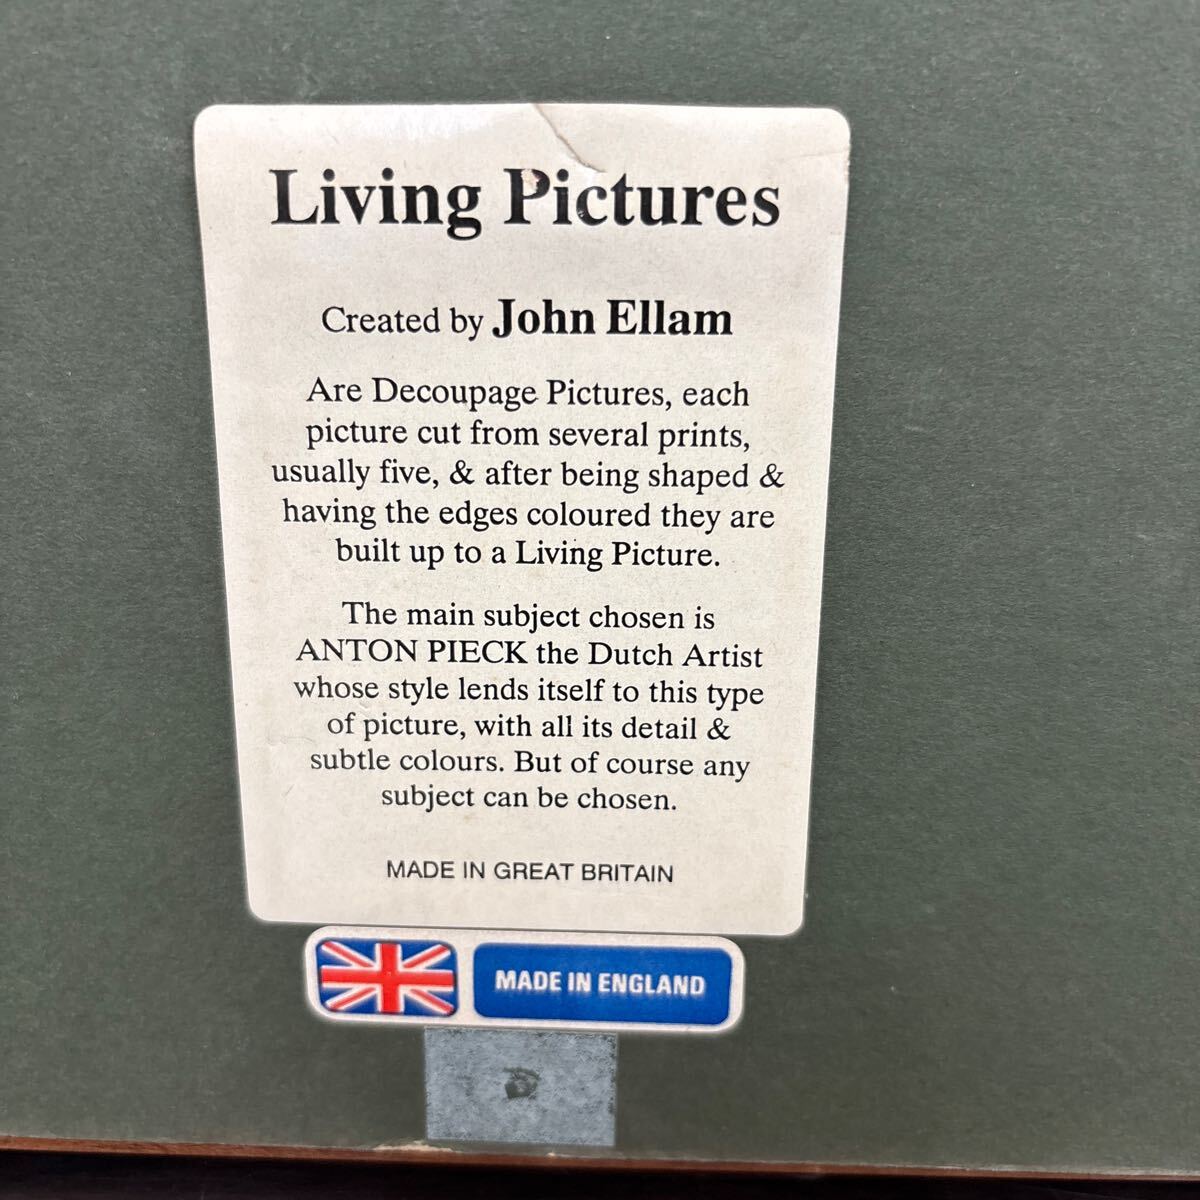 Living Pictures
Created by John Ellam
Are Decoupage Pictures, each
picture cut from several prints,
usually five, & after being shaped &
having the edges coloured they are
built up to a Living Picture.
The main subject chosen is
ANTON PIECK the Dutch Artist
whose style lends itself to this type
of picture, with all its detail &
subtle colours. But of course any
subject can be chosen.
MADE IN GREAT BRITAIN
MADE IN ENGLAND